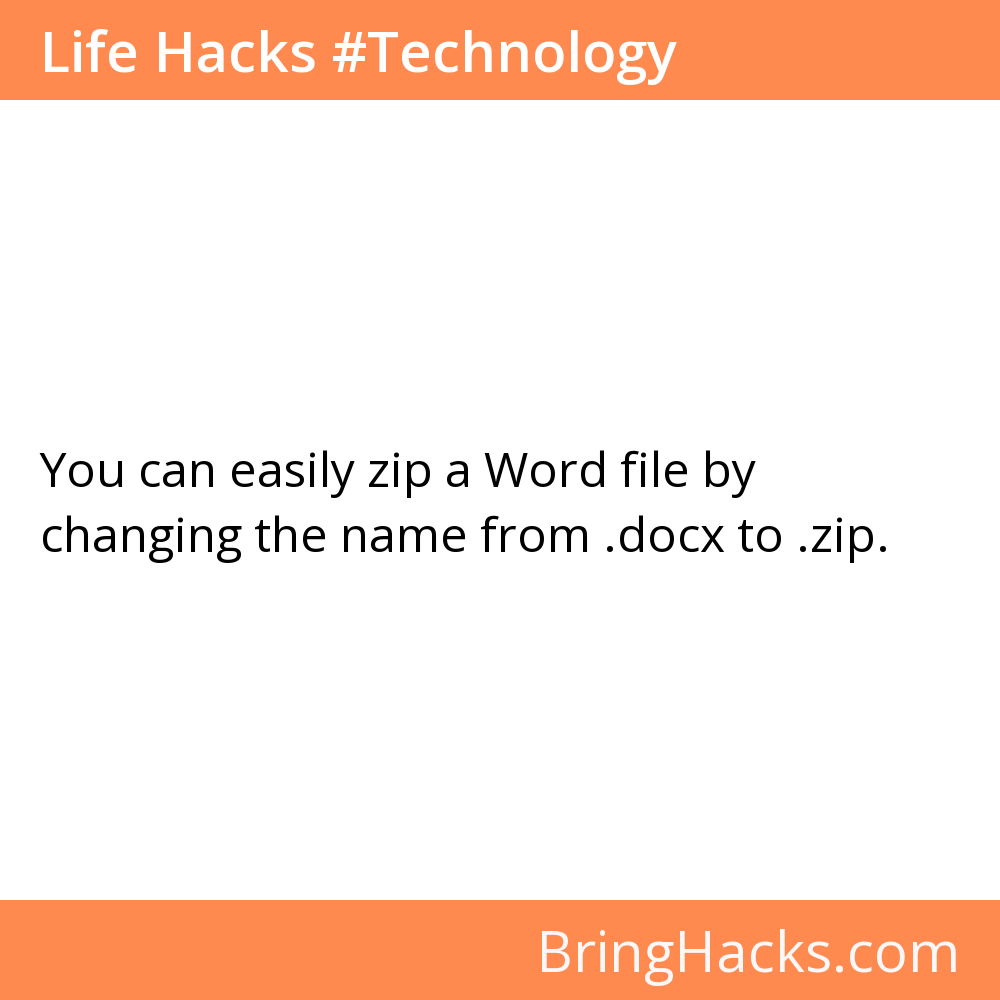 Life Hacks #Technology
You can easily zip a Word file by
changing the name from .docx to .zip.
BringHacks.com